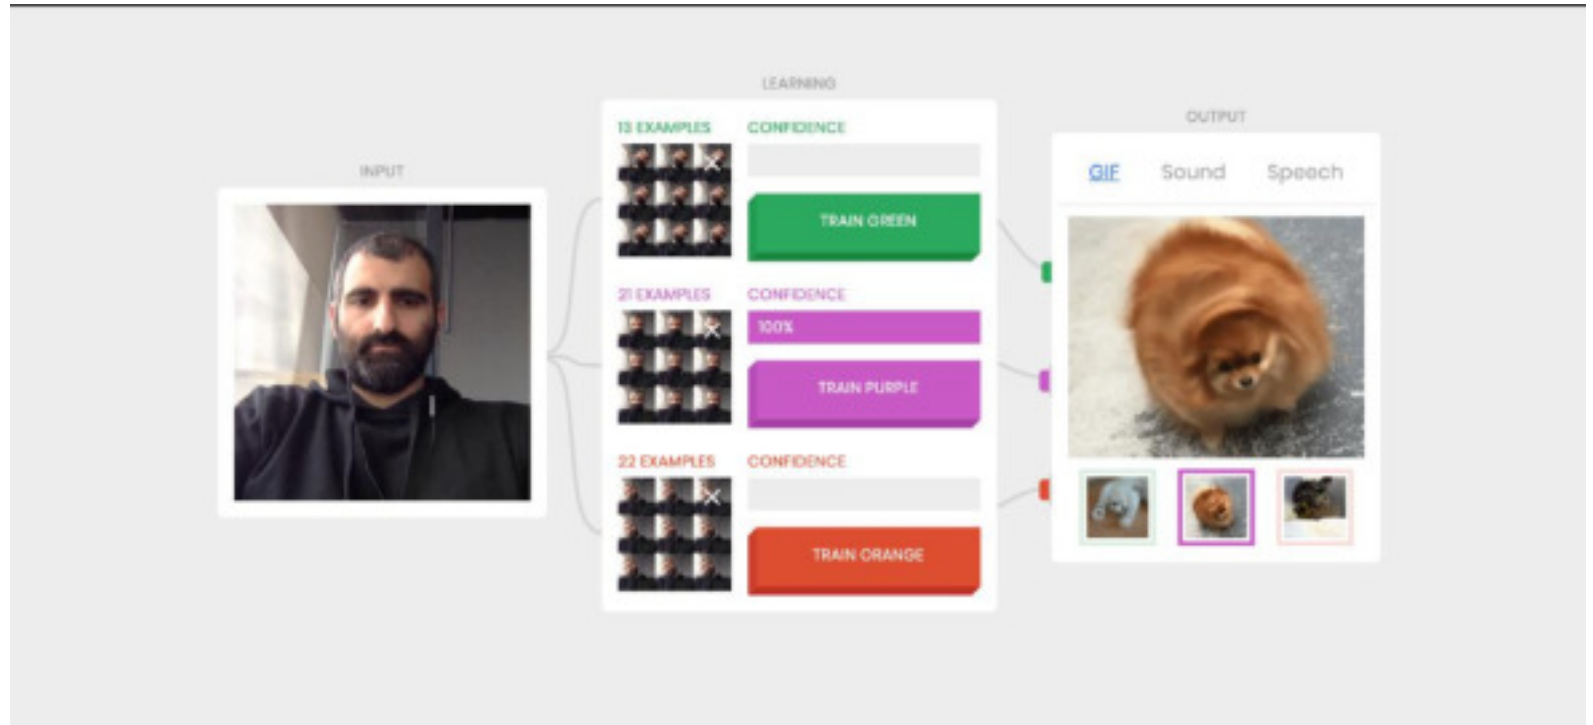 LEARNING
13 EXAMPLES CONFIDENCE
OUTPUT
INPUT
GIF Sound Speech
TRAIN GREEN
21 EXAMPLES CONFIDENCE
100%
TRAIN PURPLE
22 EXAMPLES CONFIDENCE
TRAIN ORANGE